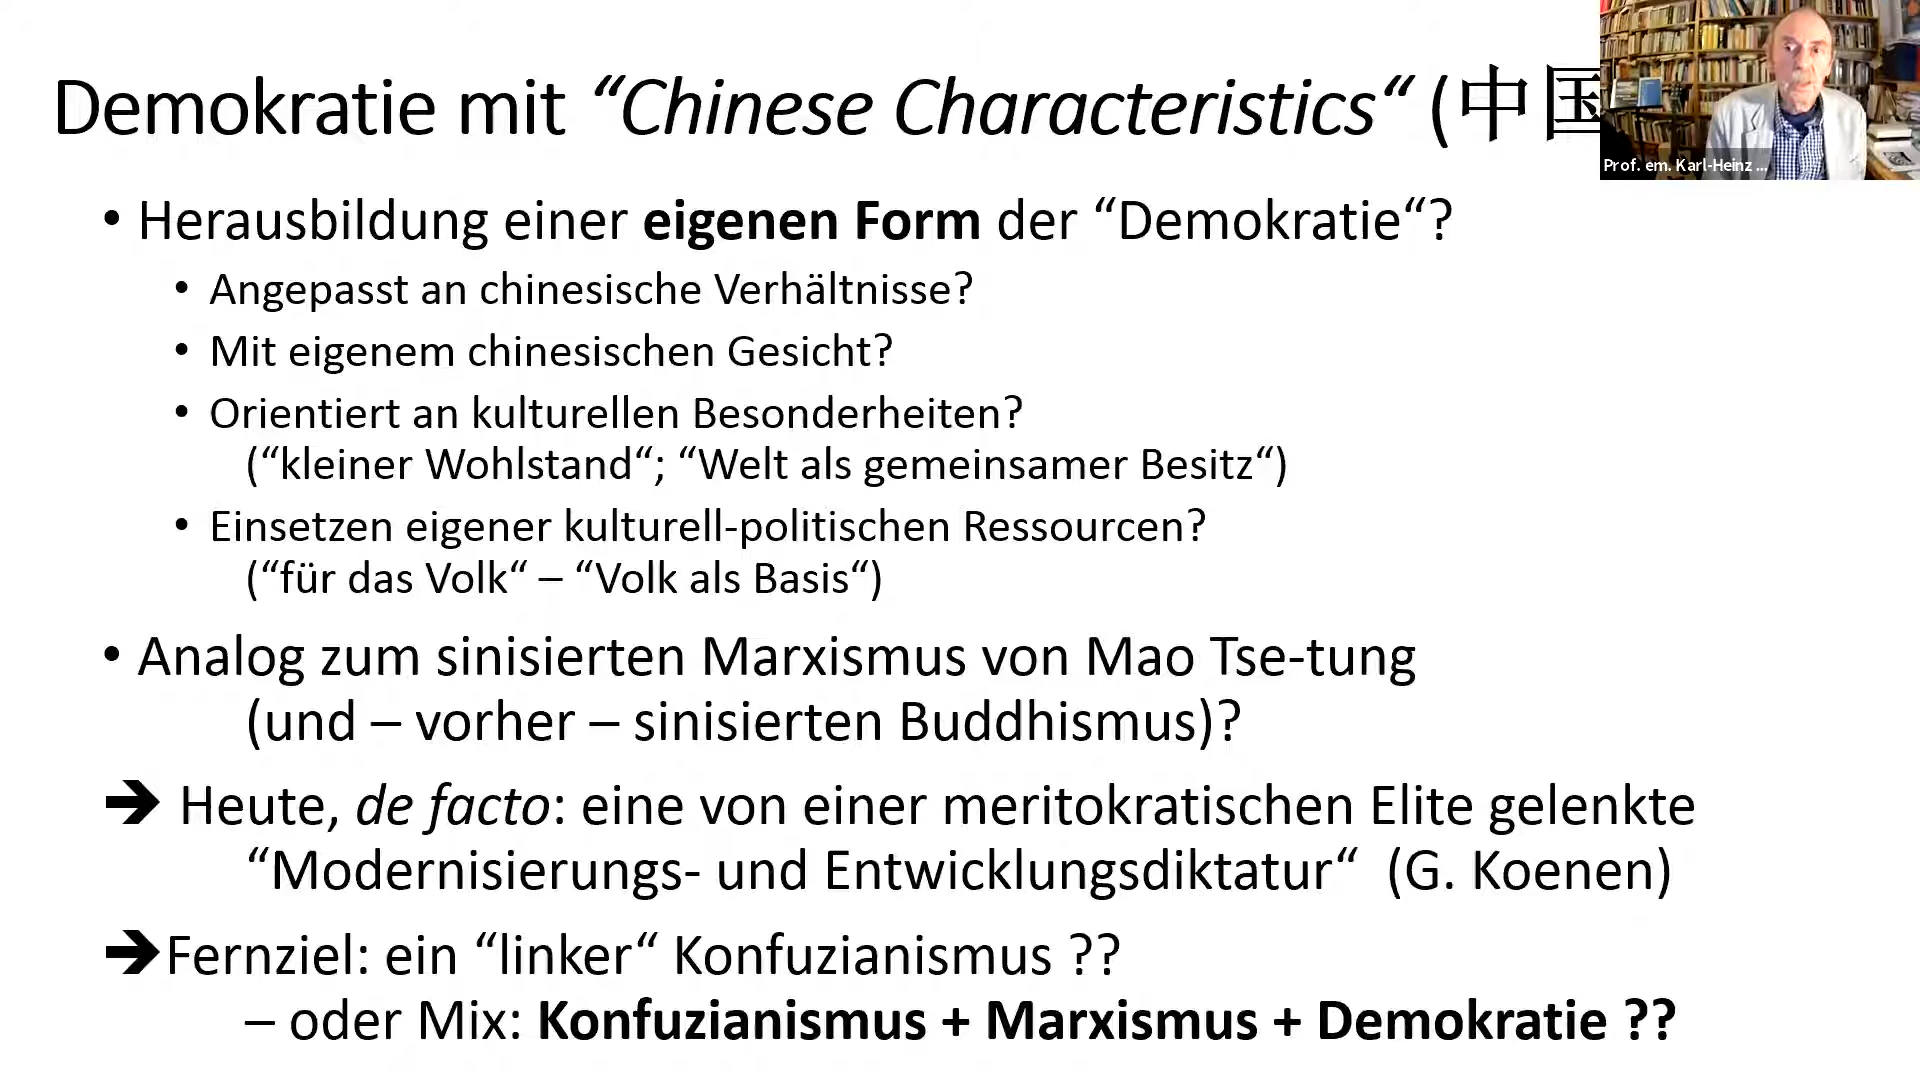 Demokratie mit “Chinese Characteristics“ (中国
Prof. em. Karl-Heinz ...
• Herausbildung einer eigenen Form der “Demokratie“?
• Angepasst an chinesische Verhältnisse?
• Mit eigenem chinesischen Gesicht?
• Orientiert an kulturellen Besonderheiten?
(“kleiner Wohlstand“; “Welt als gemeinsamer Besitz“)
• Einsetzen eigener kulturell-politischen Ressourcen?
(“für das Volk“ – “Volk als Basis“)
• Analog zum sinisierten Marxismus von Mao Tse-tung
(und – vorher – sinisierten Buddhismus)?
➔ Heute, de facto: eine von einer meritokratischen Elite gelenkte
“Modernisierungs- und Entwicklungsdiktatur“ (G. Koenen)
➔Fernziel: ein “linker“ Konfuzianismus ??
– oder Mix: Konfuzianismus + Marxismus + Demokratie ??